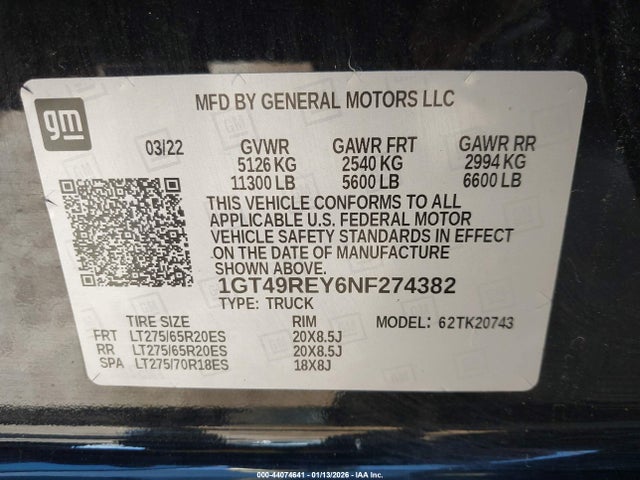 gm
MFD BY GENERAL MOTORS LLC
03/22 GVWR GAWR FRT GAWR RR
5126 KG 2540 KG 2994 KG
11300 LB 5600 LB 6600 LB
THIS VEHICLE CONFORMS TO ALL
APPLICABLE U.S. FEDERAL MOTOR
VEHICLE SAFETY STANDARDS IN EFFECT
ON THE DATE OF MANUFACTURE
SHOWN ABOVE.
1GT49REY6NF274382
TYPE: TRUCK
TIRE SIZE RIM MODEL: 62TK20743
FRT LT275/65R20ES 20X8.5J
RR LT275/65R20ES 20X8.5J
SPA LT275/70R18ES 18X8J
000-44074641 - 01/13/2026 - IAA Inc.